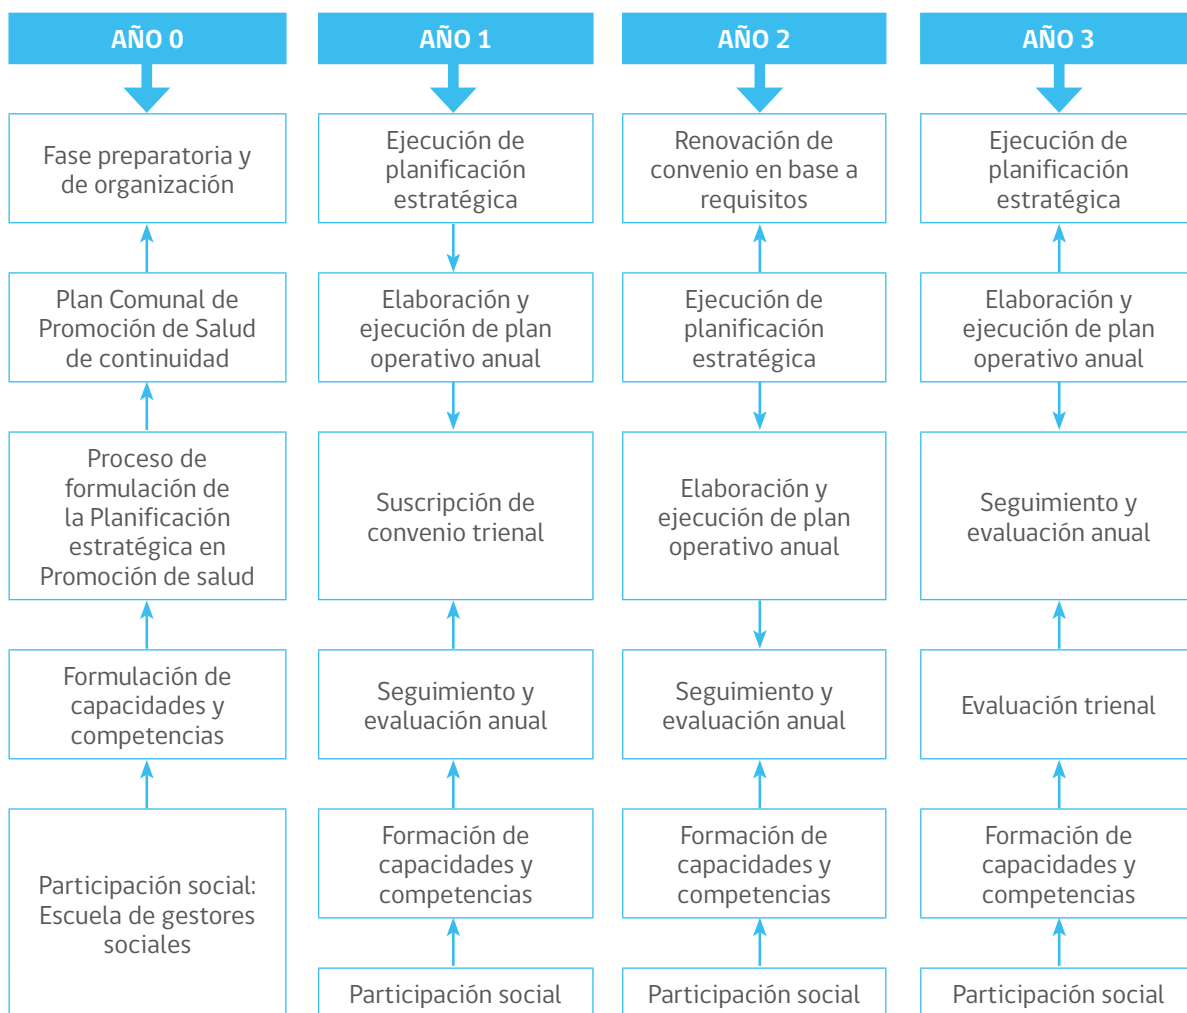 AÑO 0
Fase preparatoria y
de organización
Plan Comunal de
Promoción de Salud
de continuidad
Proceso de
formulación de
la Planificación
estratégica en
Promoción de salud
Formulación de
capacidades y
competencias
Participación social:
Escuela de gestores
sociales
AÑO 1
Ejecución de
planificación
estratégica
Elaboración y
ejecución de plan
operativo anual
Suscripción de
convenio trienal
Seguimiento y
evaluación anual
Formación de
capacidades y
competencias
Participación social
AÑO 2
Renovación de
convenio en base a
requisitos
Ejecución de
planificación
estratégica
Elaboración y
ejecución de plan
operativo anual
Seguimiento y
evaluación anual
Formación de
capacidades y
competencias
Participación social
AÑO 3
Ejecución de
planificación
estratégica
Elaboración y
ejecución de plan
operativo anual
Seguimiento y
evaluación anual
Evaluación trienal
Formación de
capacidades y
competencias
Participación social